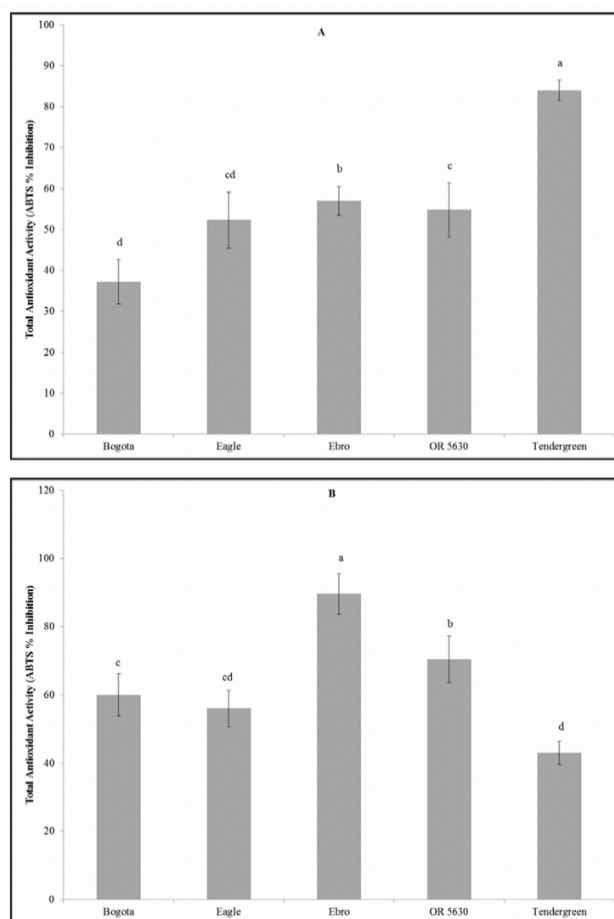 A
Total Antioxidant Activity (ABTS % Inhibition)
100
90
80
70
60
50
40
30
20
10
0
d
cd
b
c
a
Bogota
Eagle
Ebro
OR 5630
Tendergreen
B
Total Antioxidant Activity (ABTS % Inhibition)
120
100
80
60
40
20
0
c
cd
a
b
d
Bogota
Eagle
Ebro
OR 5630
Tendergreen